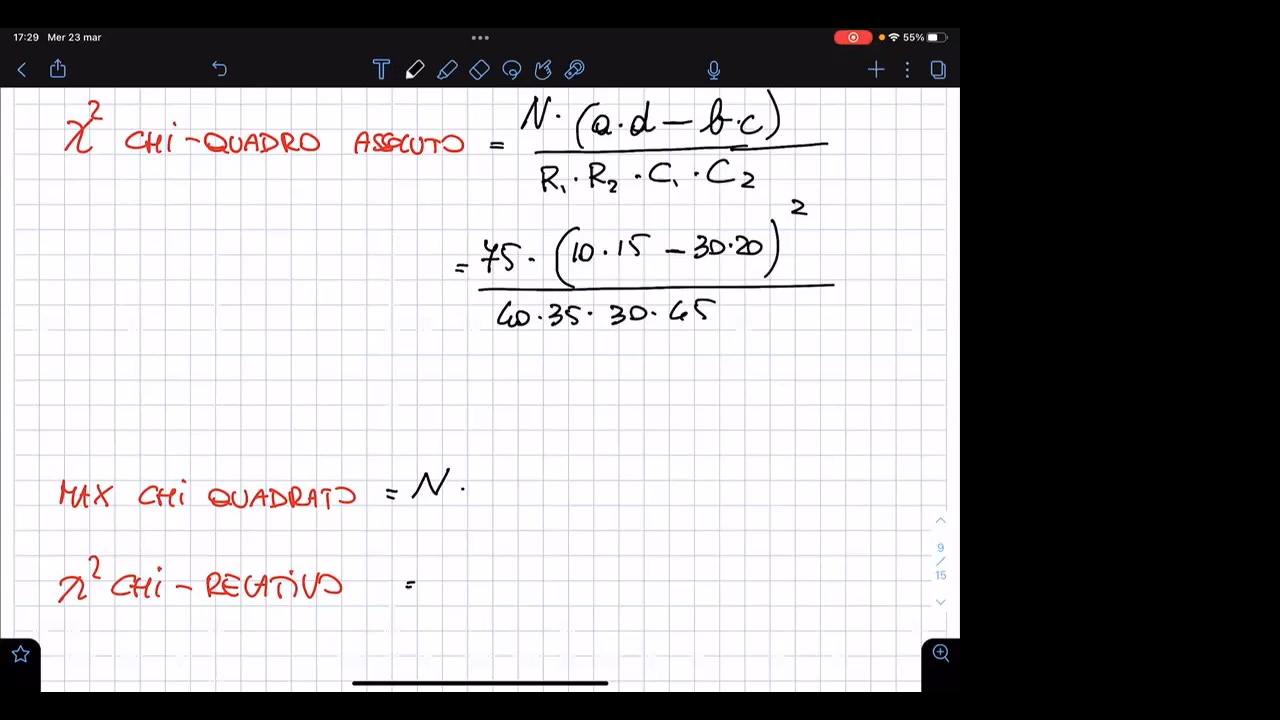 17:29 Mer 23 mar
55%
χ² CHI-QUADRO ASSOLUTO = N·(a·d − b·c)
R₁·R₂·C₁·C₂
= 75·(10·15 − 30·20)²
40·35·30·45
MAX CHI QUADRATO = N·
χ² CHI-RELATIVO =
9
/
15